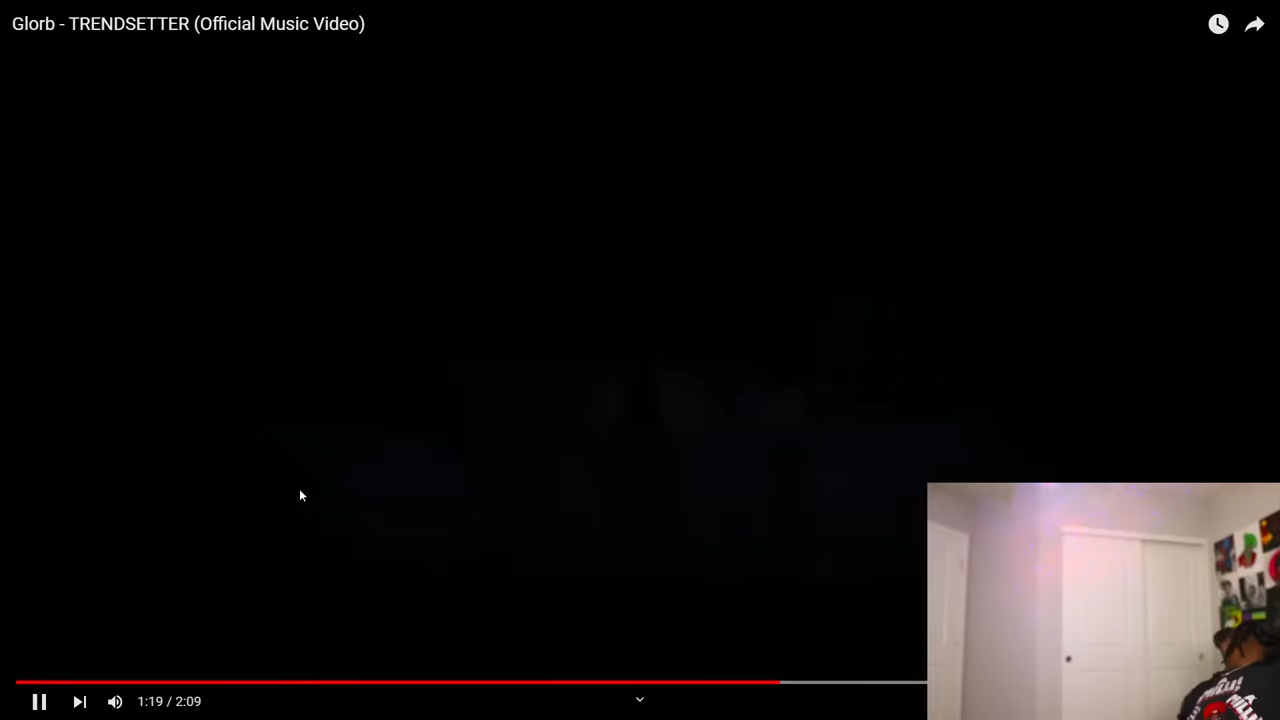 Glorb - TRENDSETTER (Official Music Video)
1:19 / 2:09